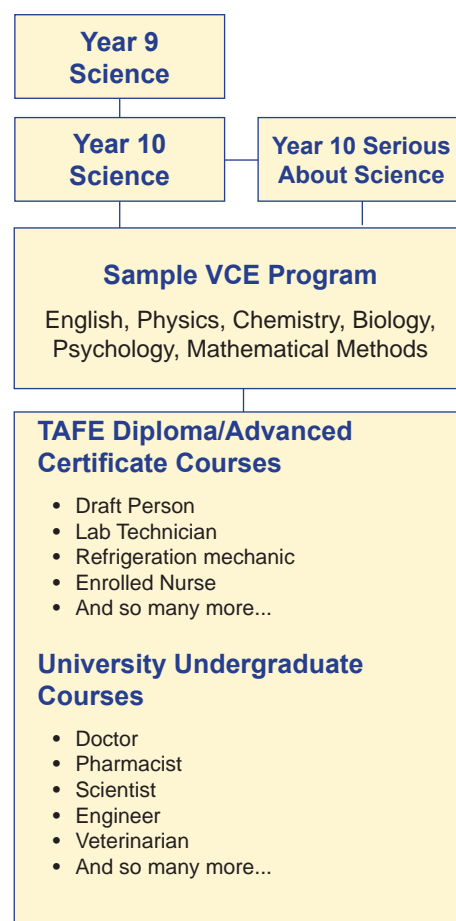 Year 9
Science
Year 10
Science
Year 10 Serious
About Science
Sample VCE Program
English, Physics, Chemistry, Biology,
Psychology, Mathematical Methods
TAFE Diploma/Advanced
Certificate Courses
• Draft Person
• Lab Technician
• Refrigeration mechanic
• Enrolled Nurse
• And so many more...
University Undergraduate
Courses
• Doctor
• Pharmacist
• Scientist
• Engineer
• Veterinarian
• And so many more...